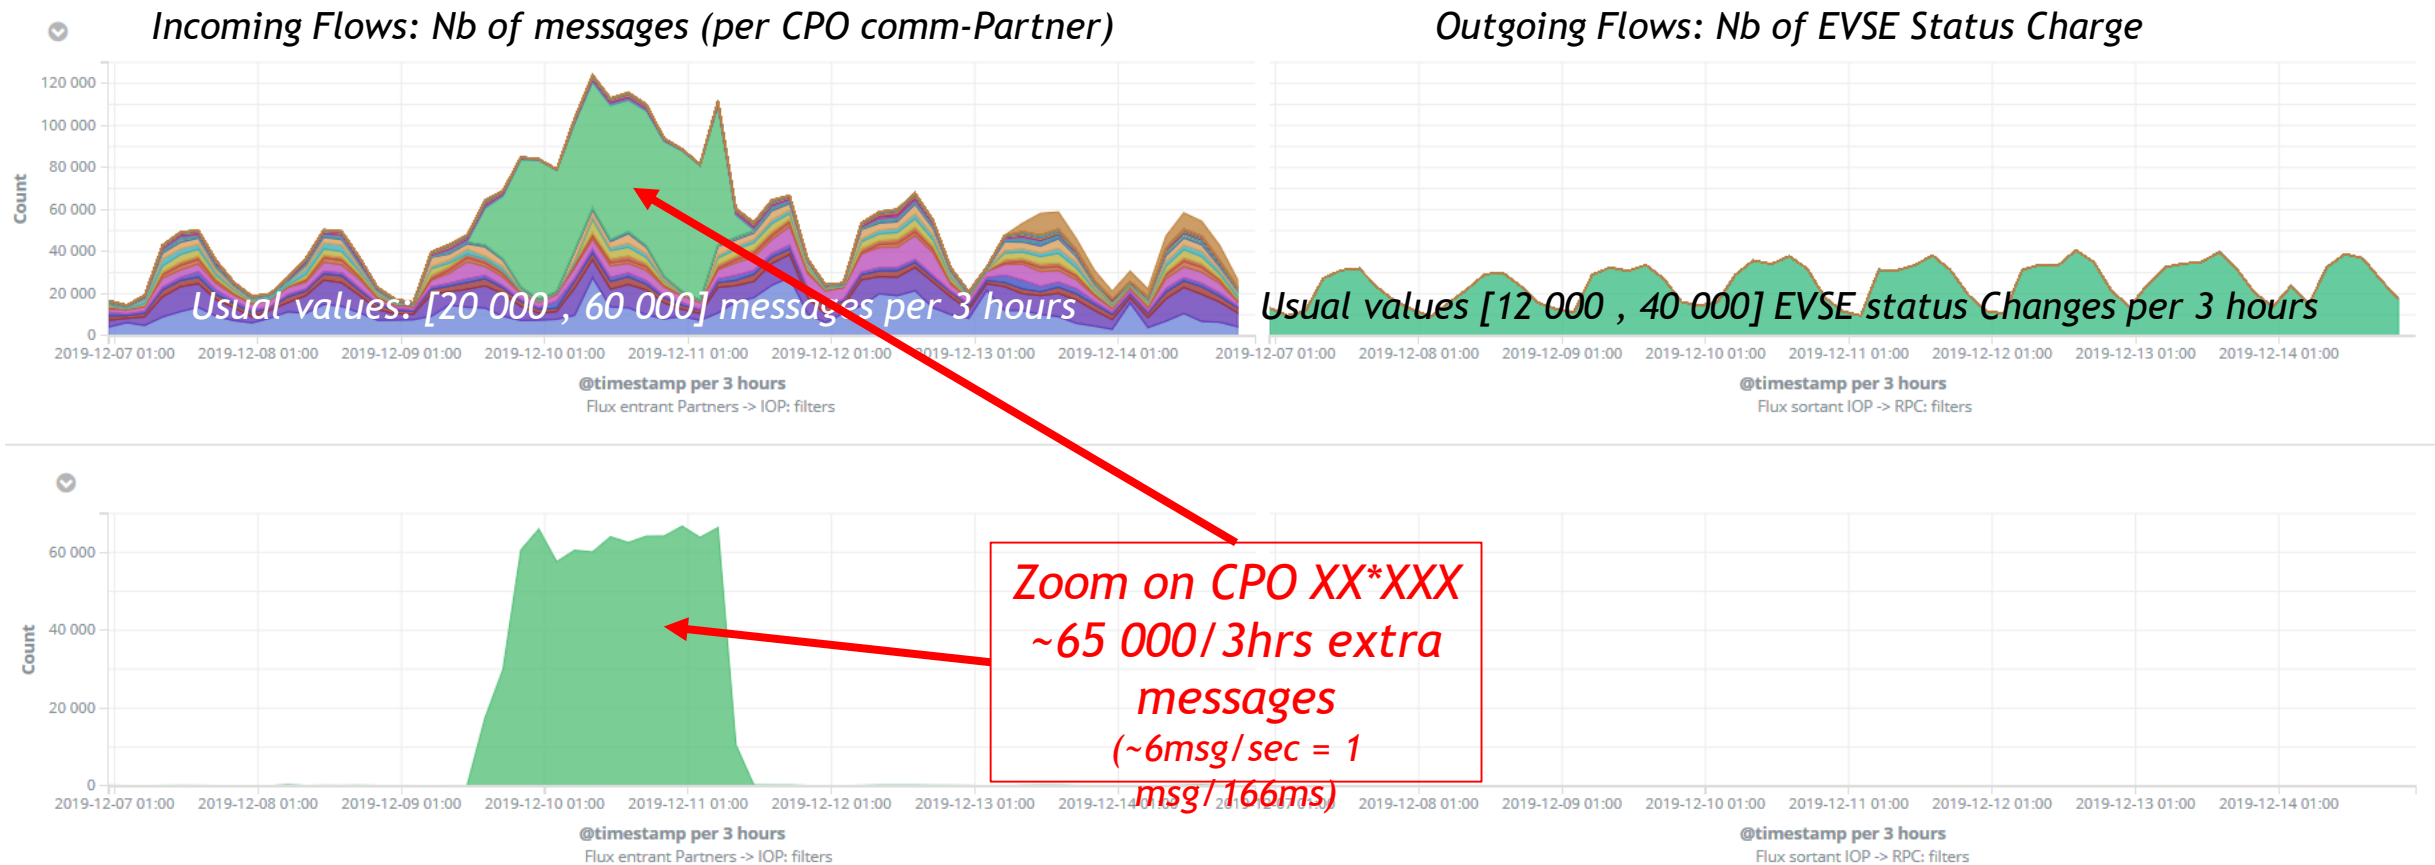 Incoming Flows: Nb of messages (per CPO comm-Partner)
Outgoing Flows: Nb of EVSE Status Charge
120 000
100 000
80 000
60 000
40 000
20 000
0
Count
Usual values: [20 000 , 60 000] messages per 3 hours
Usual values [12 000 , 40 000] EVSE status Changes per 3 hours
2019-12-07 01:00 2019-12-08 01:00 2019-12-09 01:00 2019-12-10 01:00 2019-12-11 01:00 2019-12-12 01:00 2019-12-13 01:00 2019-12-14 01:00
2019-12-07 01:00 2019-12-08 01:00 2019-12-09 01:00 2019-12-10 01:00 2019-12-11 01:00 2019-12-12 01:00 2019-12-13 01:00 2019-12-14 01:00
@timestamp per 3 hours
Flux entrant Partners -> IOP: filters
@timestamp per 3 hours
Flux sortant IOP -> RPC: filters
60 000
40 000
20 000
0
Count
Zoom on CPO XX*XXX
~65 000/3hrs extra
messages
(~6msg/sec = 1
msg/166ms)
2019-12-07 01:00 2019-12-08 01:00 2019-12-09 01:00 2019-12-10 01:00 2019-12-11 01:00 2019-12-12 01:00 2019-12-13 01:00 2019-12-14 01:00
2019-12-07 01:00 2019-12-08 01:00 2019-12-09 01:00 2019-12-10 01:00 2019-12-11 01:00 2019-12-12 01:00 2019-12-13 01:00 2019-12-14 01:00
@timestamp per 3 hours
Flux entrant Partners -> IOP: filters
@timestamp per 3 hours
Flux sortant IOP -> RPC: filters